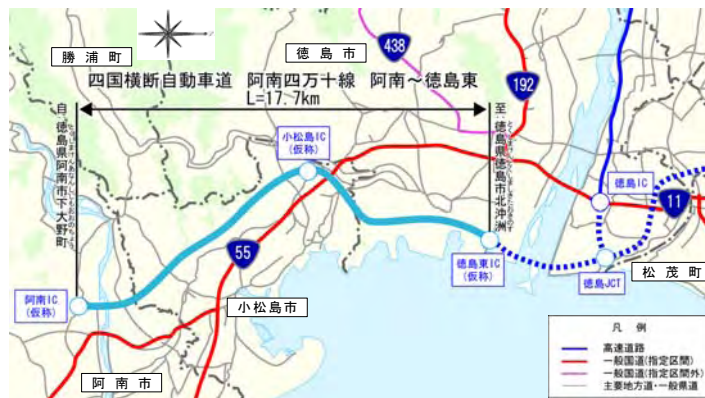 勝浦町
徳島市
438
192
四国横断自動車道 阿南四万十線 阿南～徳島東
L=17.7km
自:徳島県阿南市下大野町
至:徳島県徳島市北沖洲
小松島IC
(仮称)
徳島IC
11
55
徳島東IC
(仮称)
徳島JCT
松茂町
阿南IC
(仮称)
小松島市
阿南市
凡 例
高速道路
一般国道(指定区間)
一般国道(指定区間外)
主要地方道・一般県道